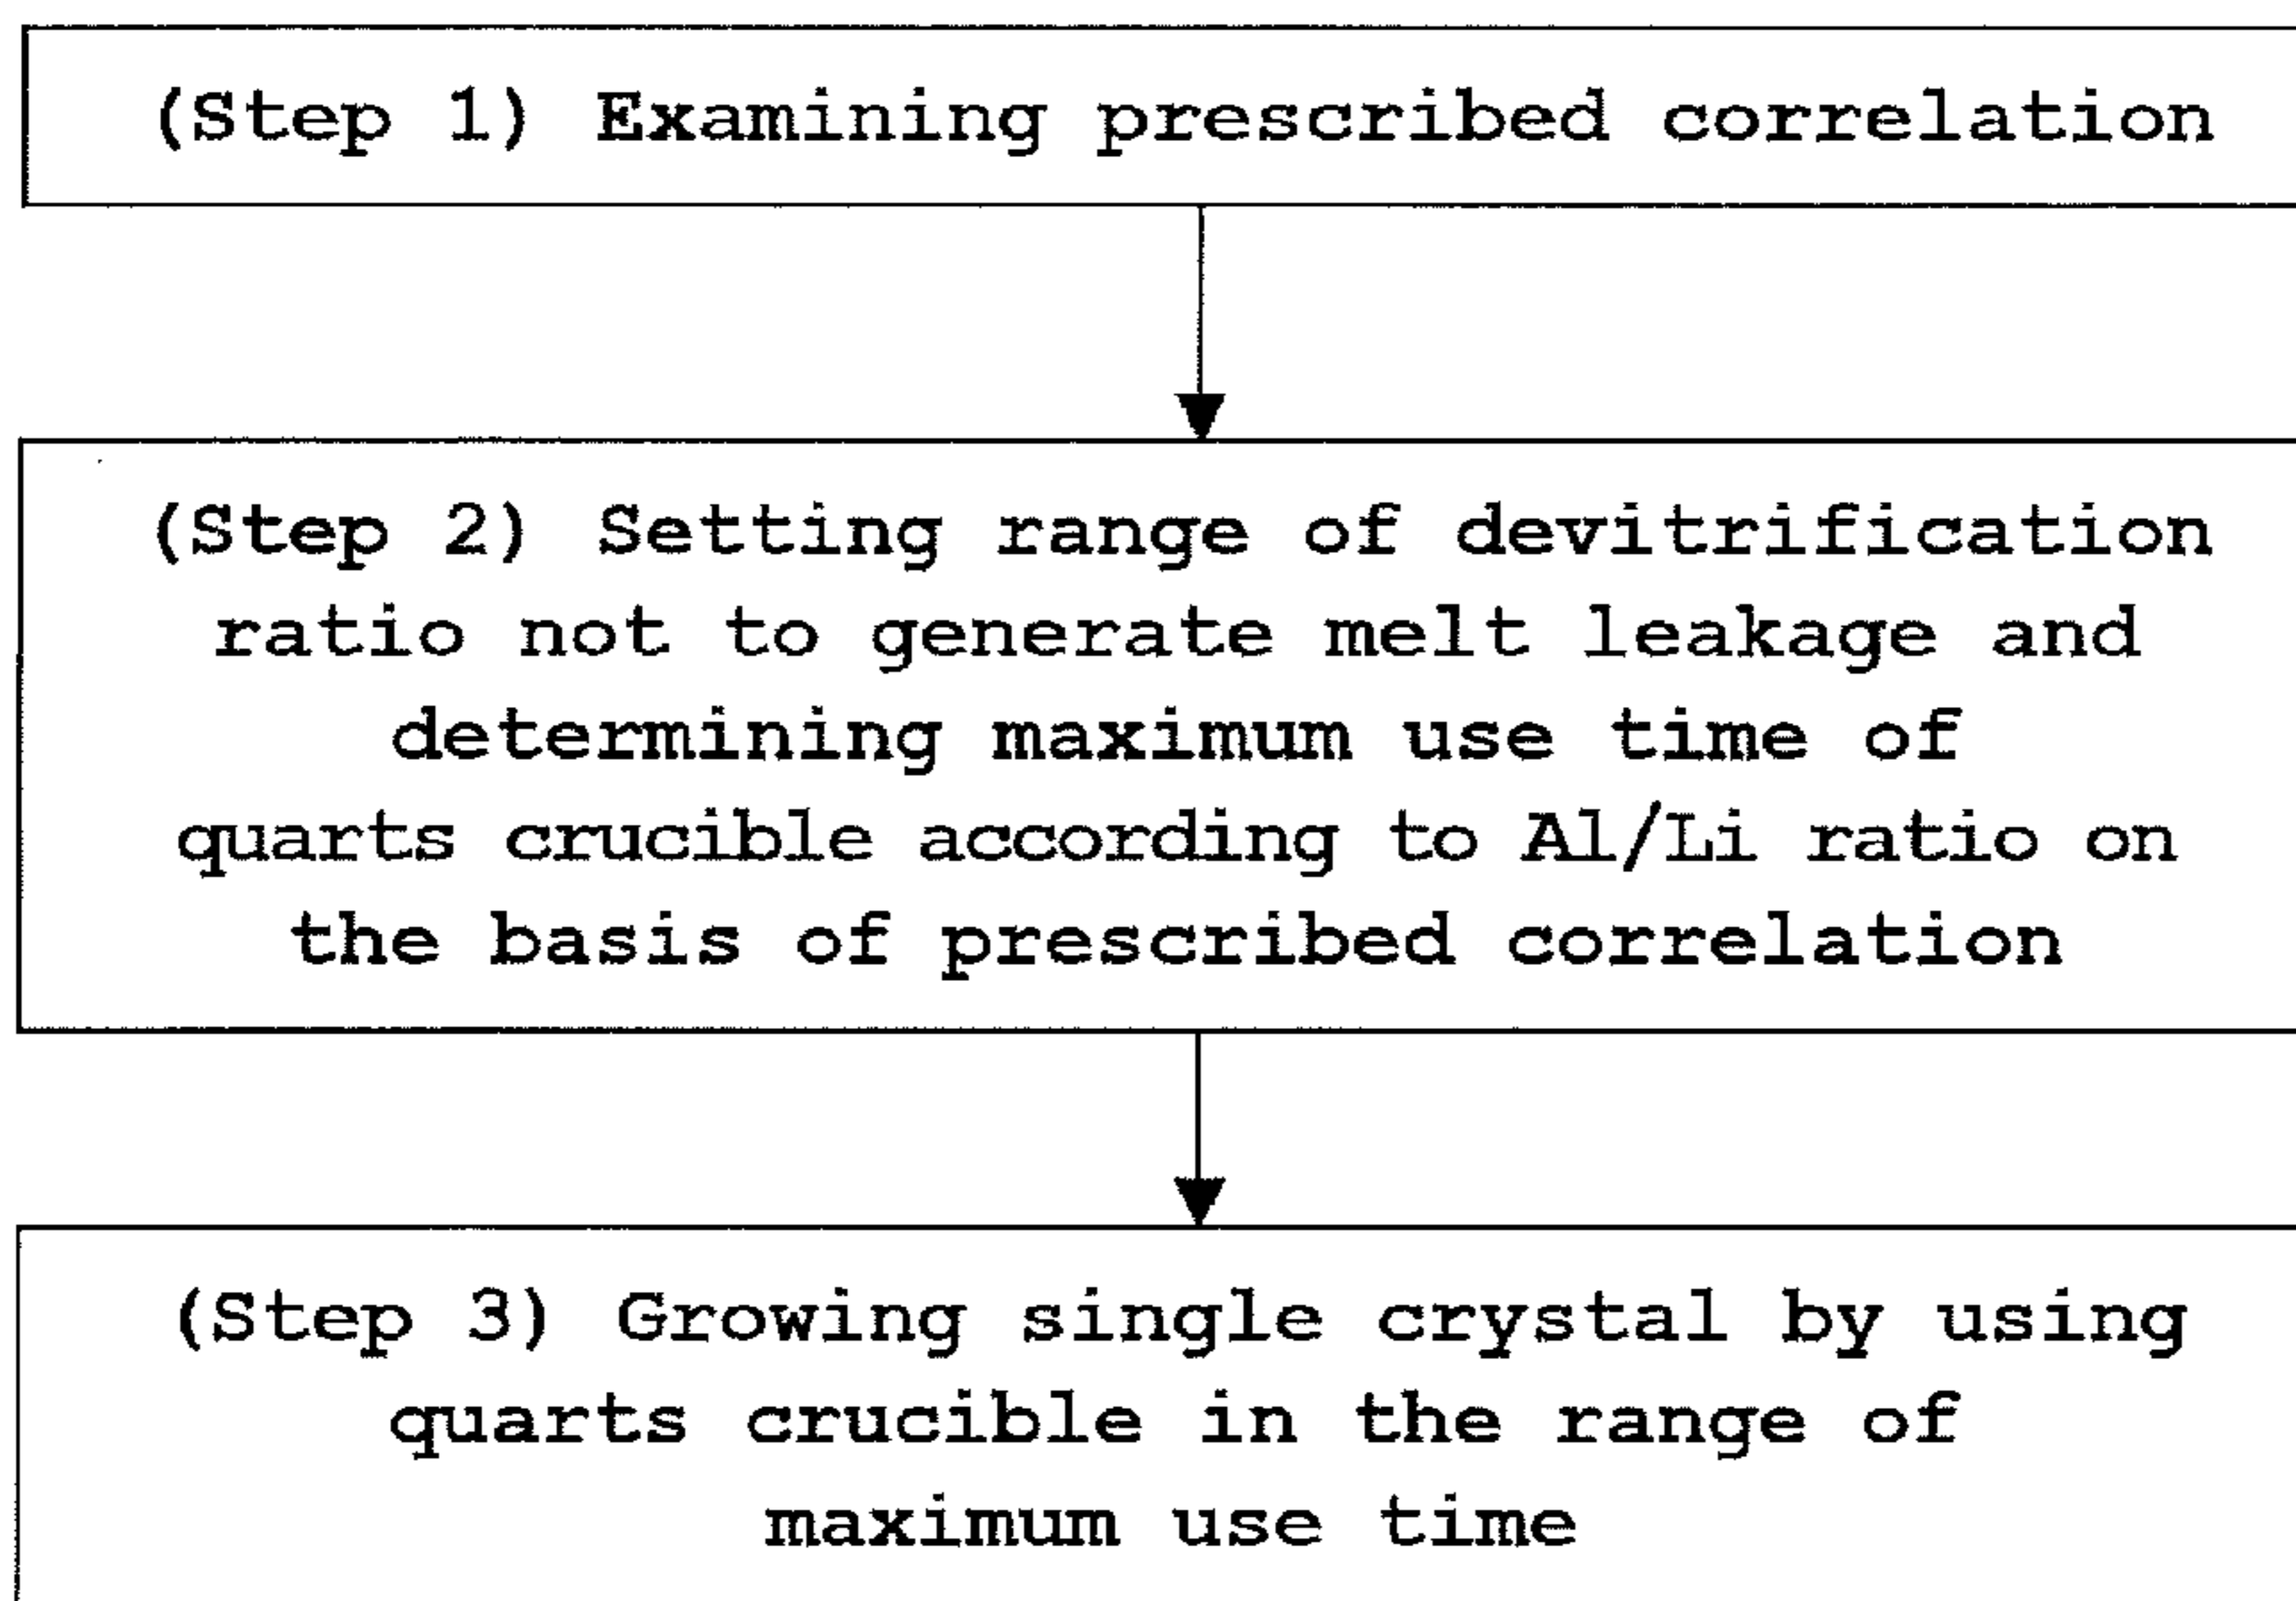 (Step 1) Examining prescribed correlation
(Step 2) Setting range of devitrification
ratio not to generate melt leakage and
determining maximum use time of
quarts crucible according to Al/Li ratio on
the basis of prescribed correlation
(Step 3) Growing single crystal by using
quarts crucible in the range of
maximum use time